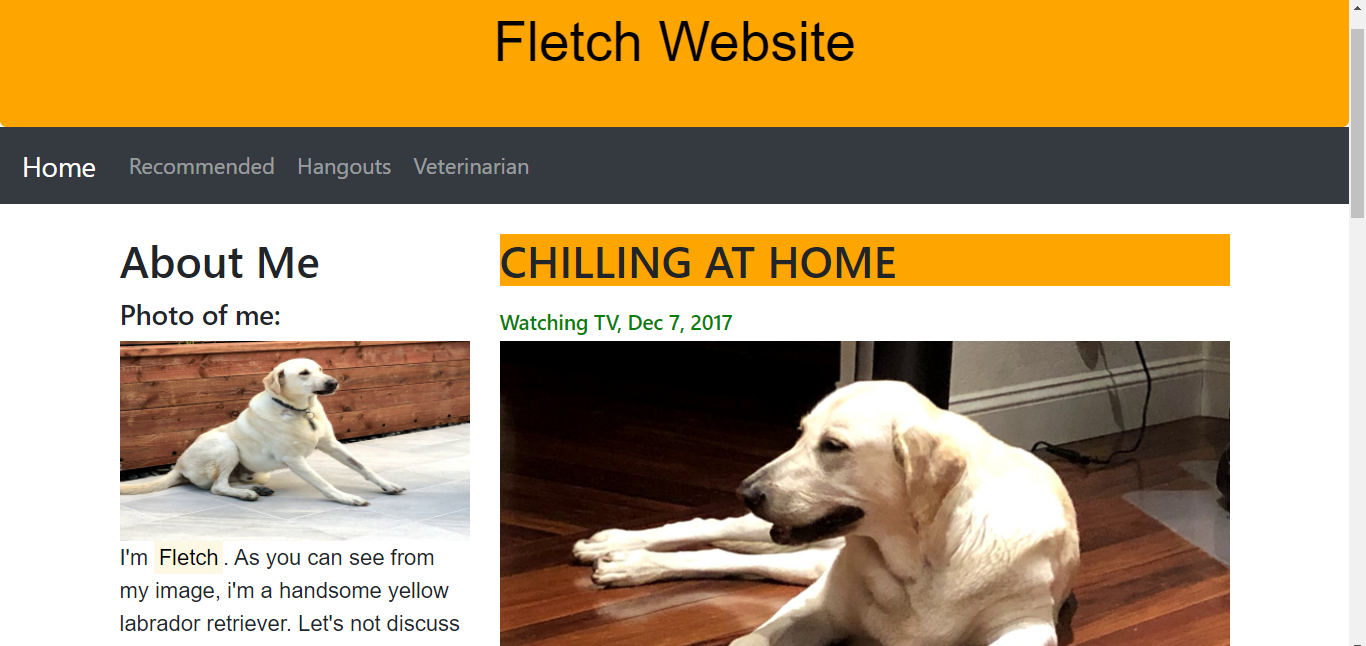 Fletch Website
Home Recommended Hangouts Veterinarian
About Me
Photo of me:
I'm Fletch. As you can see from
my image, i'm a handsome yellow
labrador retriever. Let's not discuss
CHILLING AT HOME
Watching TV, Dec 7, 2017